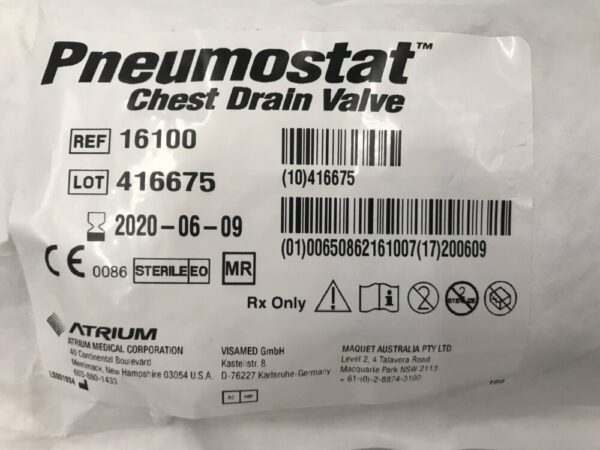 Pneumostat™
Chest Drain Valve
REF 16100
LOT 416675
(10)416675
2020-06-09
(01)00650862161007(17)200609
CE 0086 STERILE EO MR
Rx Only
ATRIUM
ATRIUM MEDICAL CORPORATION
40 Continental Boulevard
Merrimack, New Hampshire 03054 U.S.A.
603-880-1433
VISAMED GmbH
Kastellstr. 8
D-76227 Karlsruhe-Germany
EC REP
MAQUET AUSTRALIA PTY LTD
Level 2, 4 Talavera Road
Macquarie Park NSW 2113
+ 61-(0)-2-8874-3100